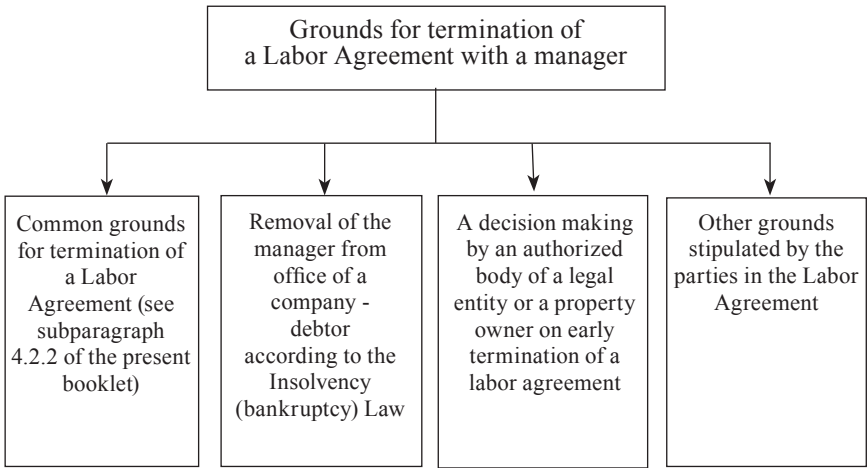 Grounds for termination of
a Labor Agreement with a manager
Common grounds
for termination of
a Labor
Agreement (see
subparagraph
4.2.2 of the present
booklet)
Removal of the
manager from
office of a
company -
debtor
according to the
Insolvency
(bankruptcy) Law
A decision making
by an authorized
body of a legal
entity or a property
owner on early
termination of a
labor agreement
Other grounds
stipulated by the
parties in the Labor
Agreement